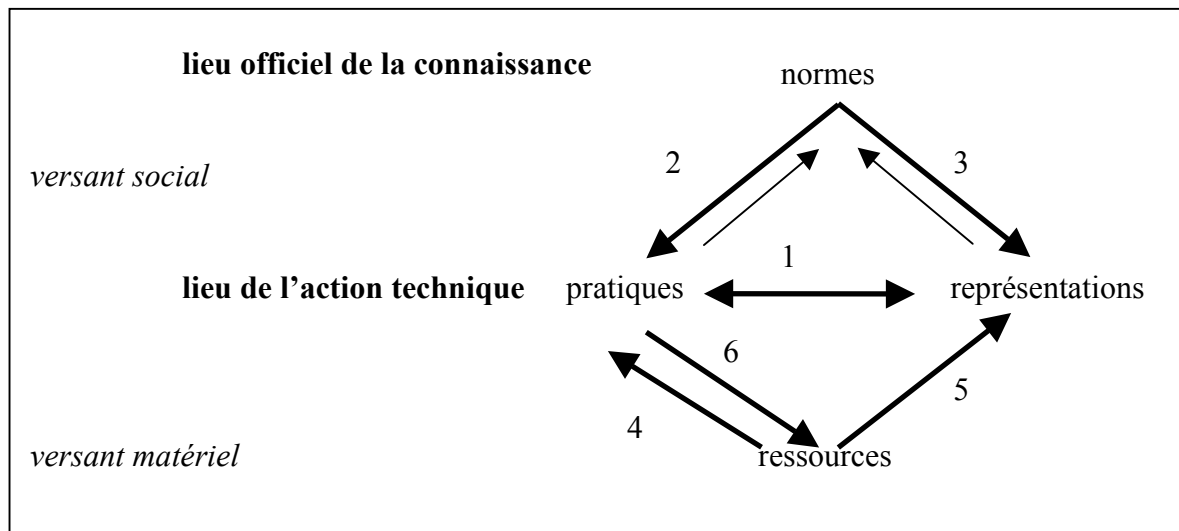 lieu officiel de la connaissance
normes
2
3
versant social
1
lieu de l’action technique pratiques représentations
6
5
4
versant matériel ressources